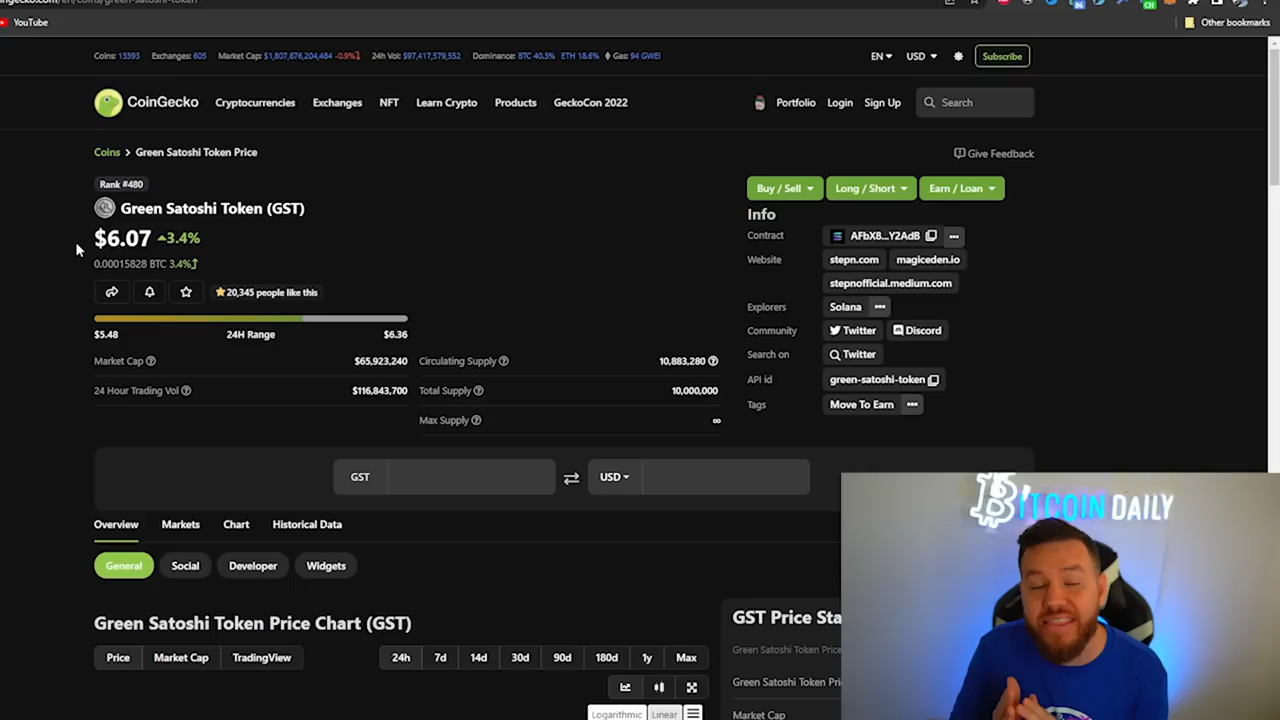 YouTube
Other bookmarks
Coins: 13393 Exchanges: 605 Market Cap: $1,807,876,204,484 -0.9% 24h Vol: $97,417,579,552 Dominance: BTC 40.3% ETH 18.6% Gas: 94 GWEI
EN USD Subscribe
CoinGecko Cryptocurrencies Exchanges NFT Learn Crypto Products GeckoCon 2022 Portfolio Login Sign Up Search
Coins > Green Satoshi Token Price
Give Feedback
Rank #480
Green Satoshi Token (GST)
$6.07 3.4%
0.00015828 BTC 3.4%
20,345 people like this
$5.48 24H Range $6.36
Market Cap $65,923,240
24 Hour Trading Vol $116,843,700
Circulating Supply 10,883,280
Total Supply 10,000,000
Max Supply ∞
Buy / Sell Long / Short Earn / Loan
Info
Contract AFbX8...Y2AdB
Website stepn.com magiceden.io
stepnofficial.medium.com
Explorers Solana
Community Twitter Discord
Search on Twitter
API id green-satoshi-token
Tags Move To Earn
GST USD
Overview Markets Chart Historical Data
General Social Developer Widgets
Green Satoshi Token Price Chart (GST)
Price Market Cap TradingView 24h 7d 14d 30d 90d 180d 1y Max
Logarithmic Linear
GST Price Sta
Green Satoshi Token Price
Green Satoshi Token Pri
Market Cap
BITCOIN DAILY